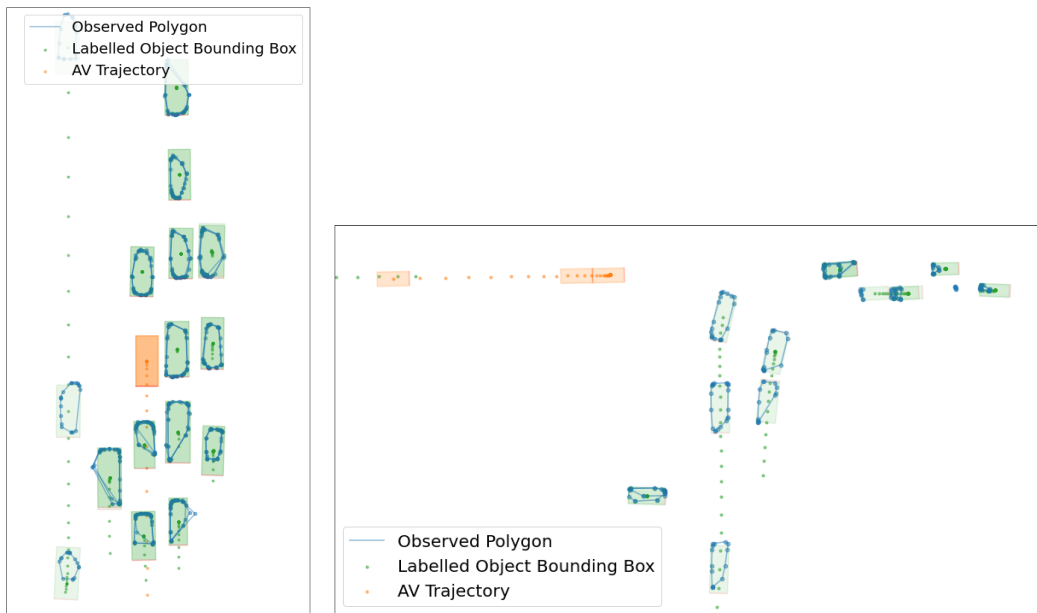 Observed Polygon
Labelled Object Bounding Box
AV Trajectory
Observed Polygon
Labelled Object Bounding Box
AV Trajectory